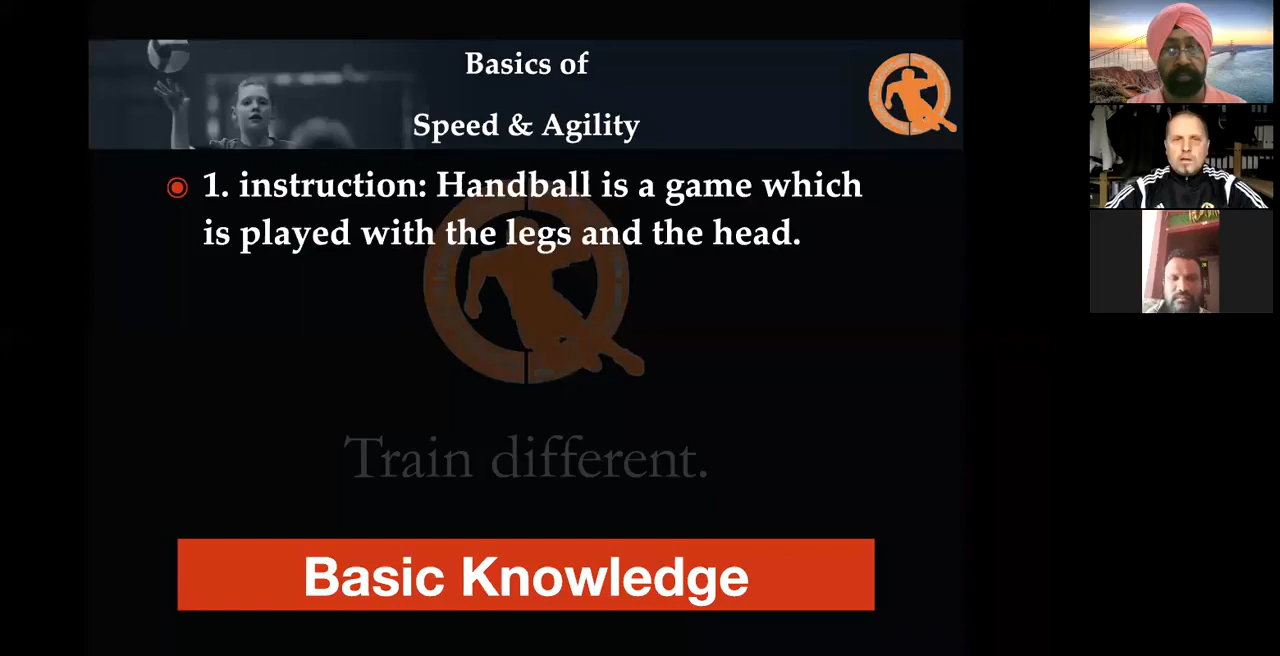 Basics of
Speed & Agility
1. instruction: Handball is a game which
is played with the legs and the head.
Train different.
Basic Knowledge